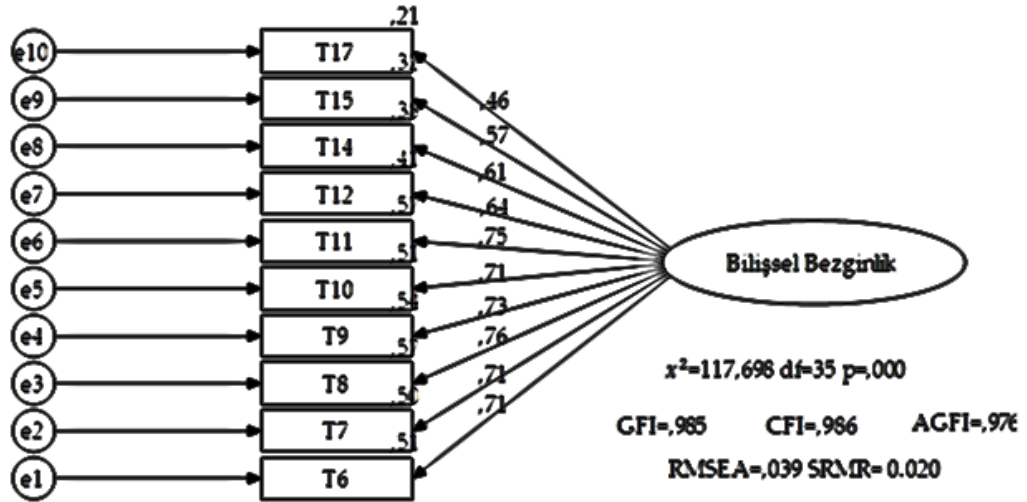 ,21
e10 T17
,46
e9 T15
,57
e8 T14
,61
e7 T12
,64
e6 T11
,75
e5 T10
,71
e4 T9
,73
e3 T8
,76
,50
e2 T7
,71
,51
e1 T6
,71
Bilişsel Bezginlik
x²=117,698 df=35 p=,000
GFI=,985 CFI=,986 AGFI=,976
RMSEA=,039 SRMR= 0.020